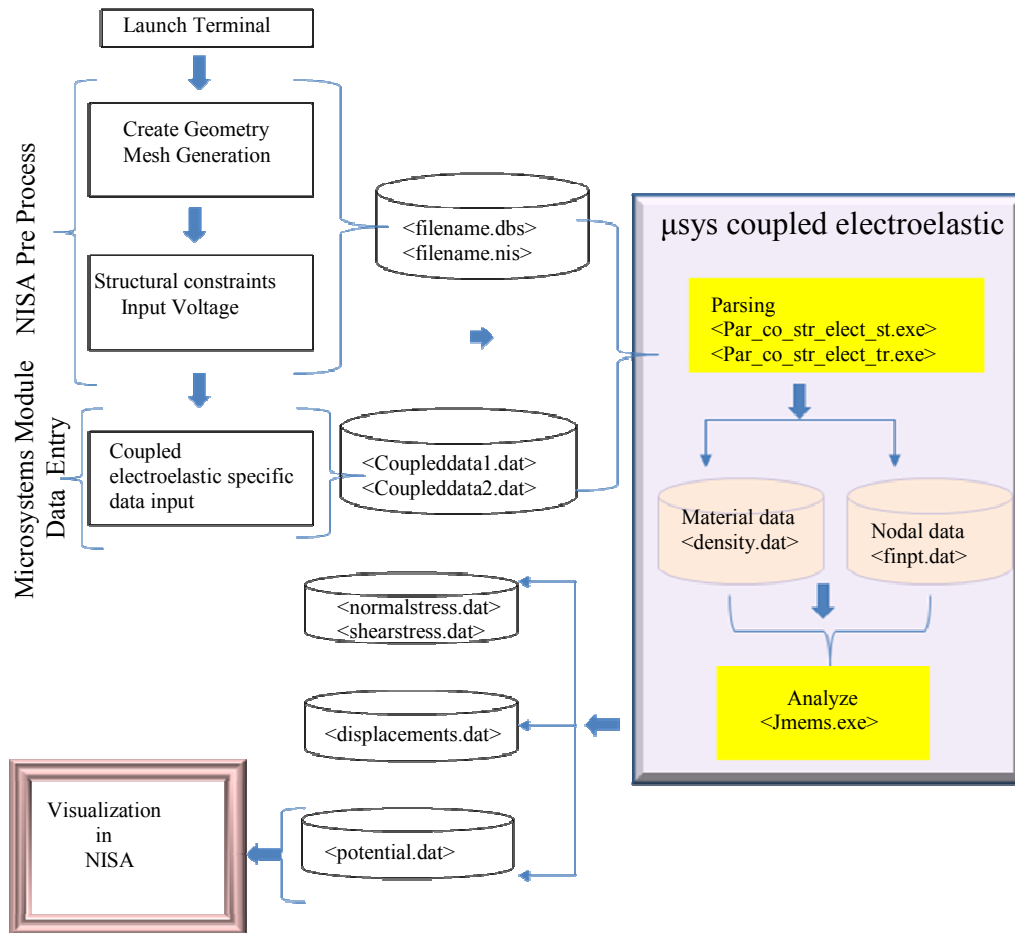 Launch Terminal
NISA Pre Process
Create Geometry
Mesh Generation
Structural constraints
Input Voltage
<filename.dbs>
<filename.nis>
Microsystems Module
Data Entry
Coupled
electroelastic specific
data input
<Coupleddata1.dat>
<Coupleddata2.dat>
µsys coupled electroelastic
Parsing
<Par_co_str_elect_st.exe>
<Par_co_str_elect_tr.exe>
Material data
<density.dat>
Nodal data
<finpt.dat>
Analyze
<Jmems.exe>
<normalstress.dat>
<shearstress.dat>
<displacements.dat>
<potential.dat>
Visualization
in
NISA